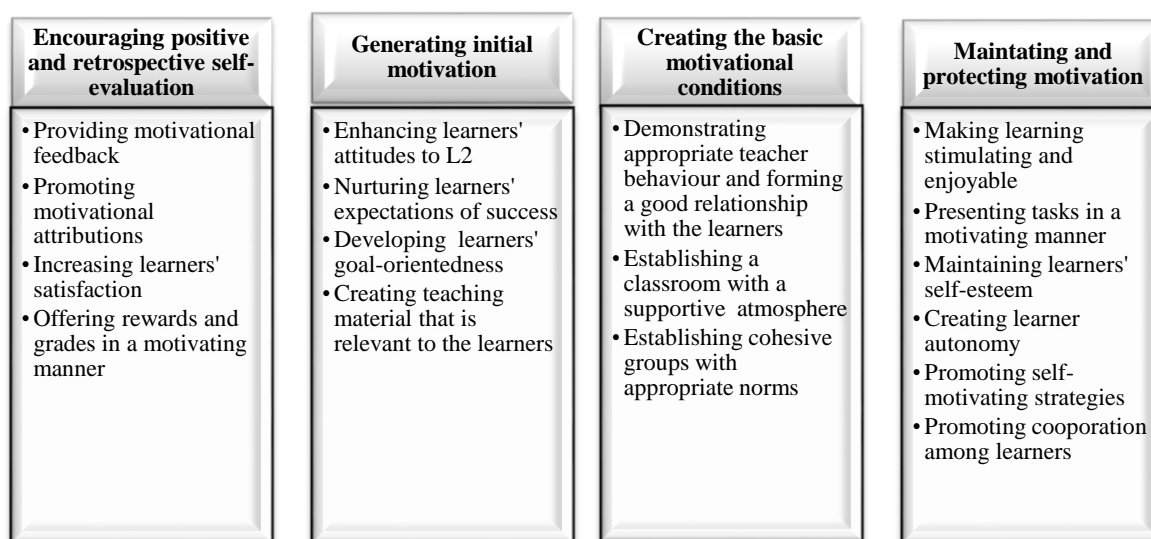 Encouraging positive
and retrospective self-
evaluation
• Providing motivational
feedback
• Promoting
motivational
attributions
• Increasing learners'
satisfaction
• Offering rewards and
grades in a motivating
manner
Generating initial
motivation
• Enhancing learners'
attitudes to L2
• Nurturing learners'
expectations of success
• Developing learners'
goal-orientedness
• Creating teaching
material that is
relevant to the learners
Creating the basic
motivational
conditions
• Demonstrating
appropriate teacher
behaviour and forming
a good relationship
with the learners
• Establishing a
classroom with a
supportive atmosphere
• Establishing cohesive
groups with
appropriate norms
Maintating and
protecting motivation
• Making learning
stimulating and
enjoyable
• Presenting tasks in a
motivating manner
• Maintaining learners'
self-esteem
• Creating learner
autonomy
• Promoting self-
motivating strategies
• Promoting cooporation
among learners